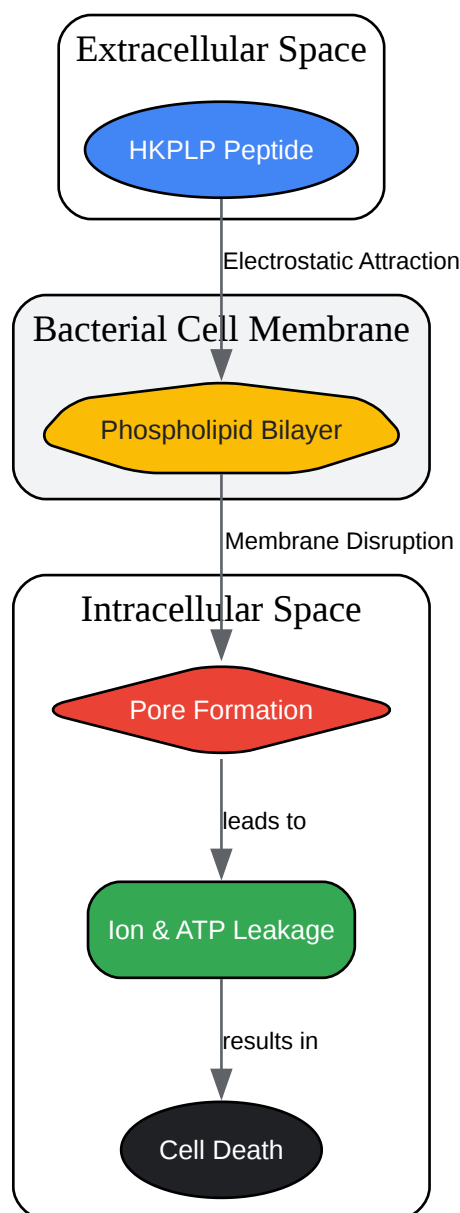 Extracellular Space
HKPLP Peptide
Electrostatic Attraction
Bacterial Cell Membrane
Phospholipid Bilayer
Membrane Disruption
Intracellular Space
Pore Formation
leads to
Ion & ATP Leakage
results in
Cell Death